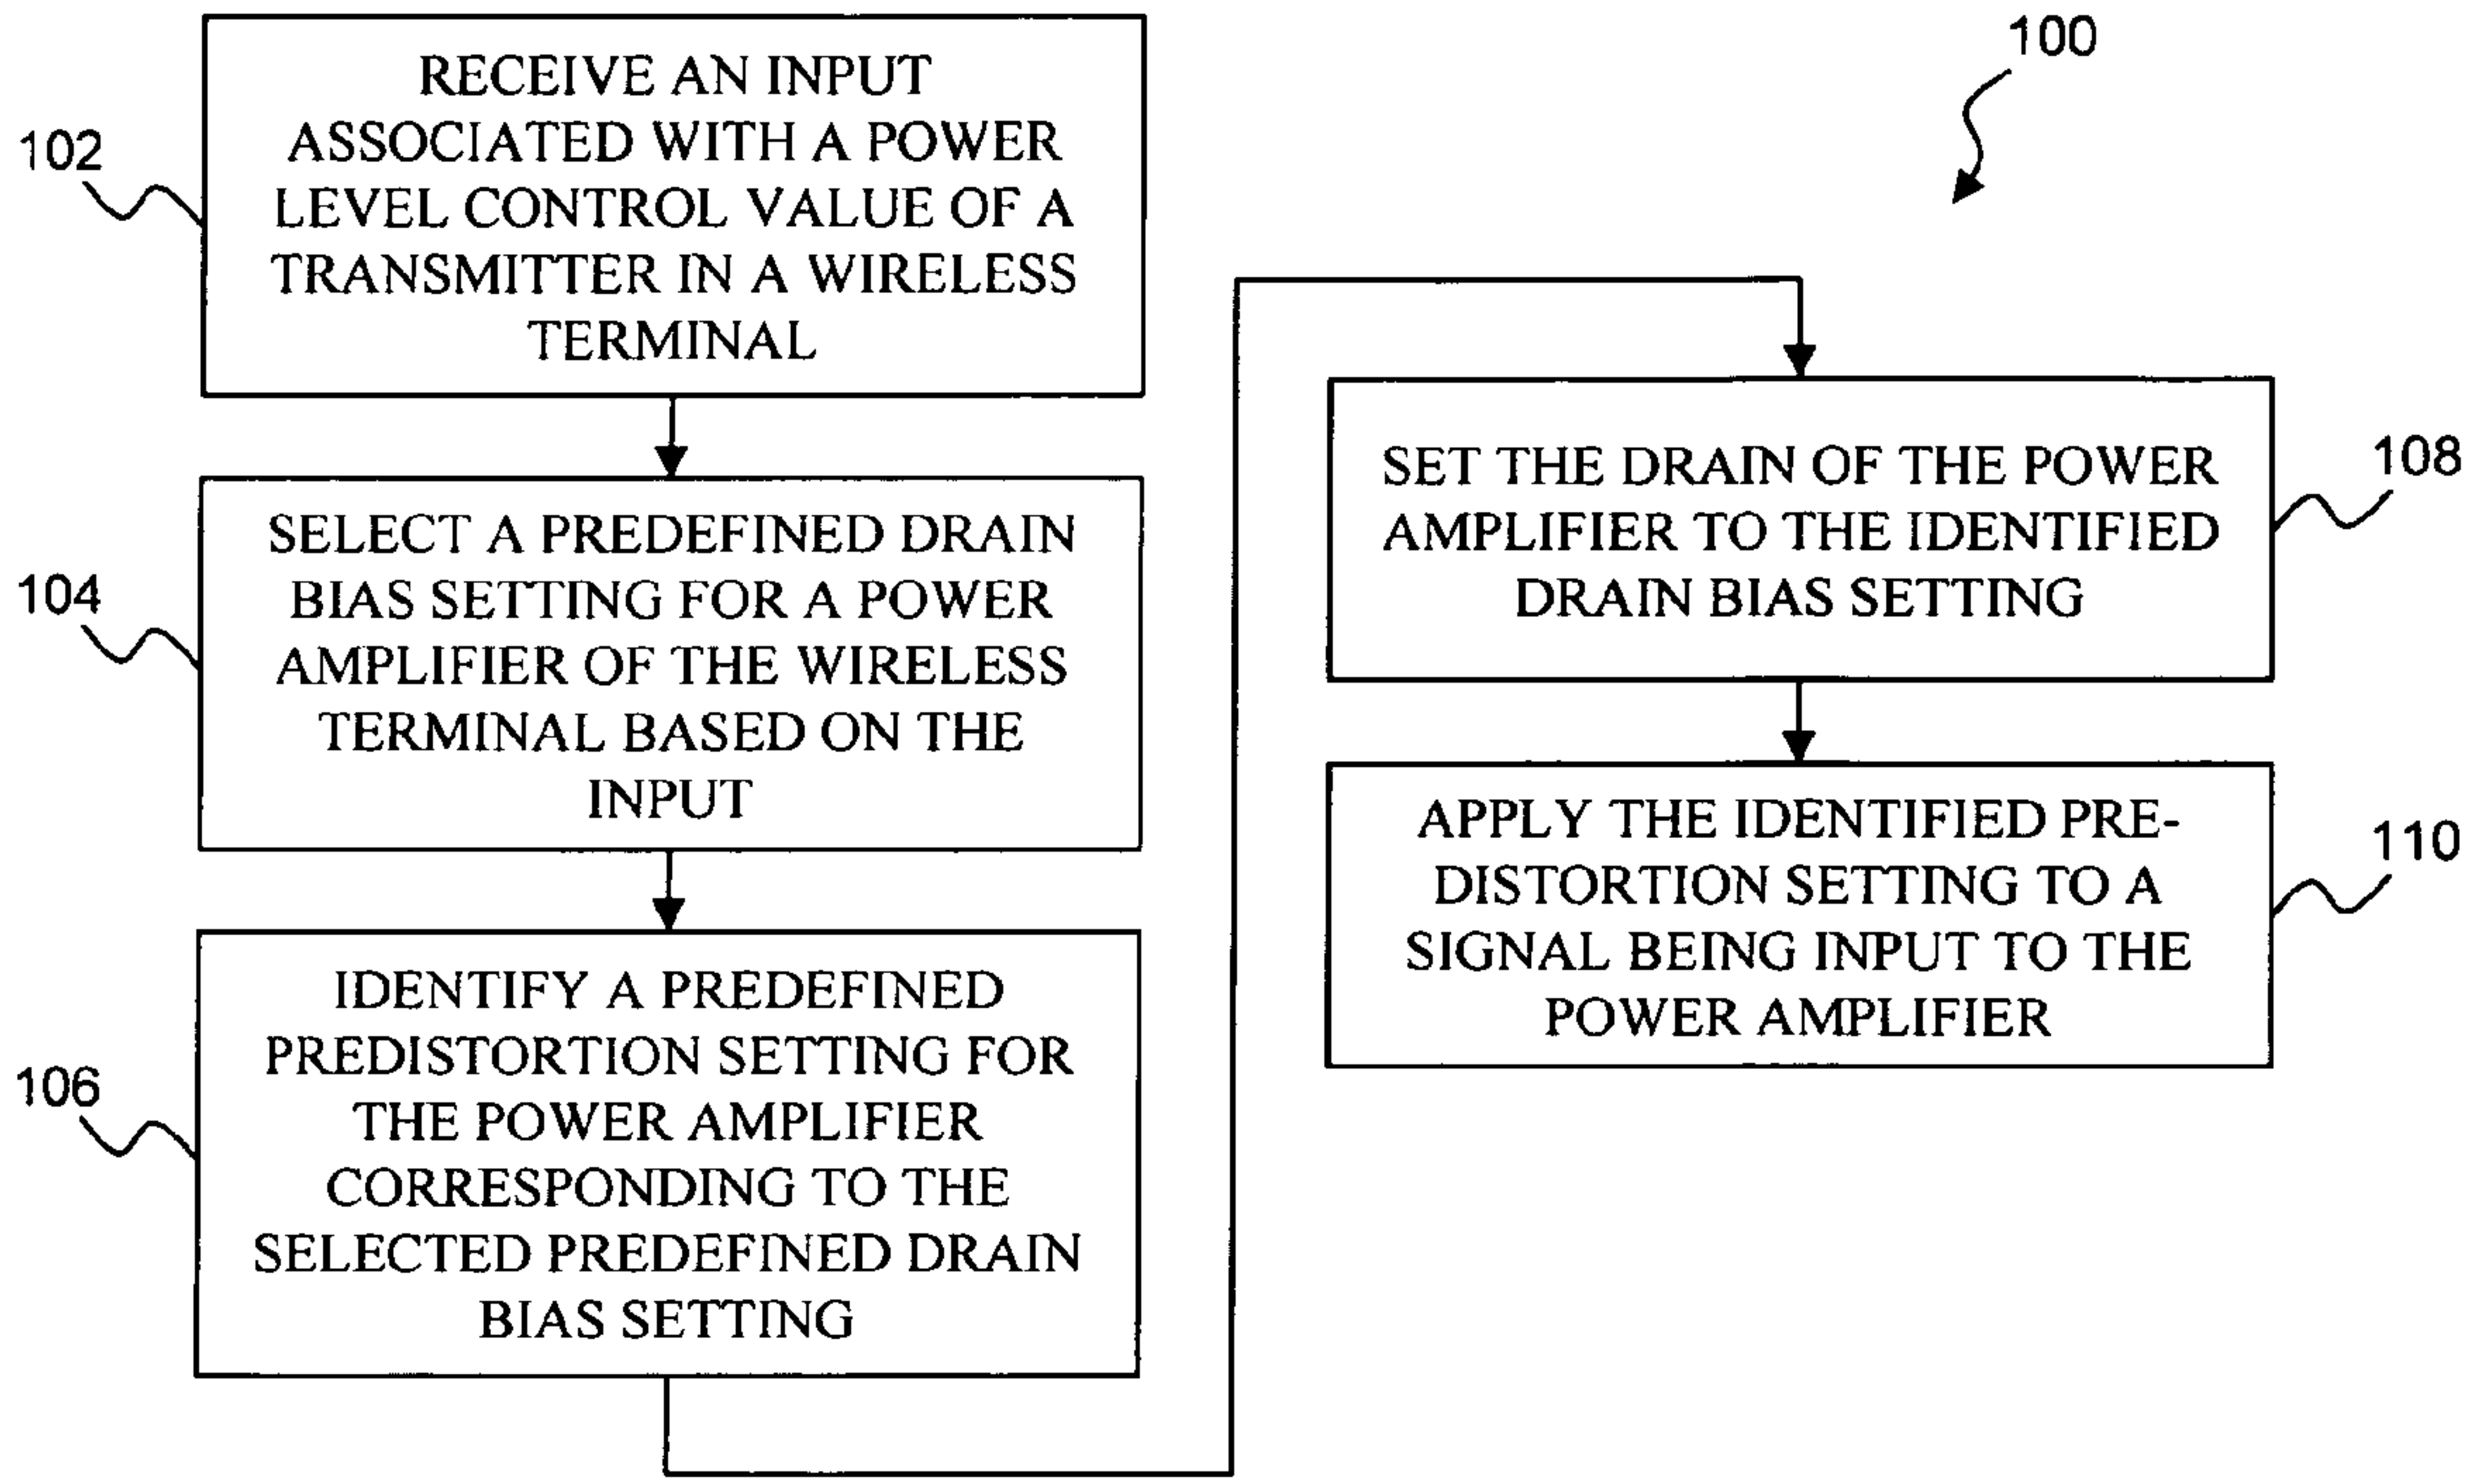 100
102
RECEIVE AN INPUT
ASSOCIATED WITH A POWER
LEVEL CONTROL VALUE OF A
TRANSMITTER IN A WIRELESS
TERMINAL
104
SELECT A PREDEFINED DRAIN
BIAS SETTING FOR A POWER
AMPLIFIER OF THE WIRELESS
TERMINAL BASED ON THE
INPUT
106
IDENTIFY A PREDEFINED
PREDISTORTION SETTING FOR
THE POWER AMPLIFIER
CORRESPONDING TO THE
SELECTED PREDEFINED DRAIN
BIAS SETTING
108
SET THE DRAIN OF THE POWER
AMPLIFIER TO THE IDENTIFIED
DRAIN BIAS SETTING
110
APPLY THE IDENTIFIED PRE-
DISTORTION SETTING TO A
SIGNAL BEING INPUT TO THE
POWER AMPLIFIER